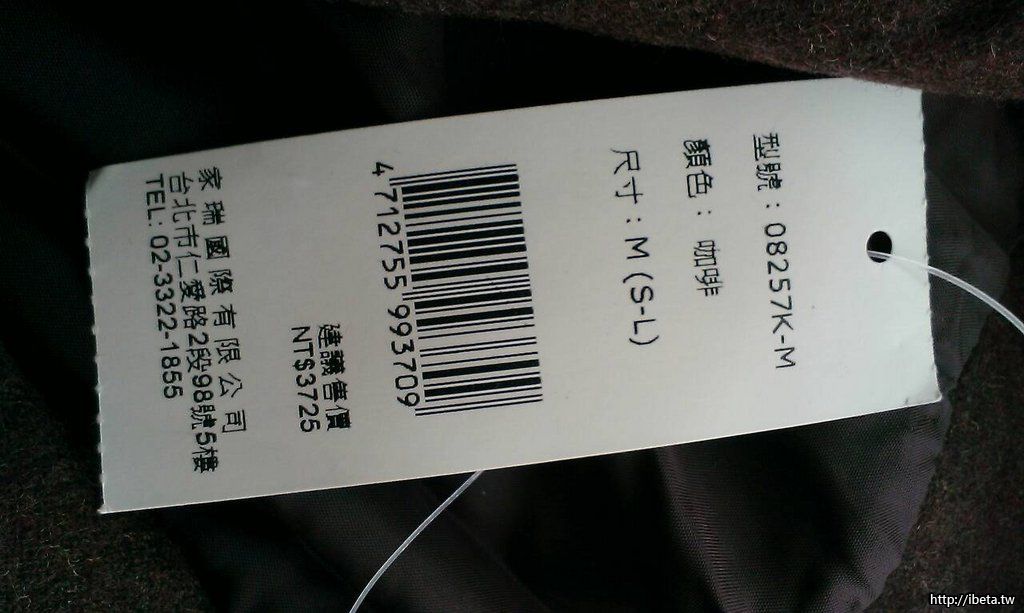 型號：08257K-M
顏色：咖啡
尺寸：M(S-L)
4 712755 993709
建議售價
NT$3725
家瑞國際有限公司
台北市仁愛路2段98號5樓
TEL: 02-3322-1855
http://ibeta.tw